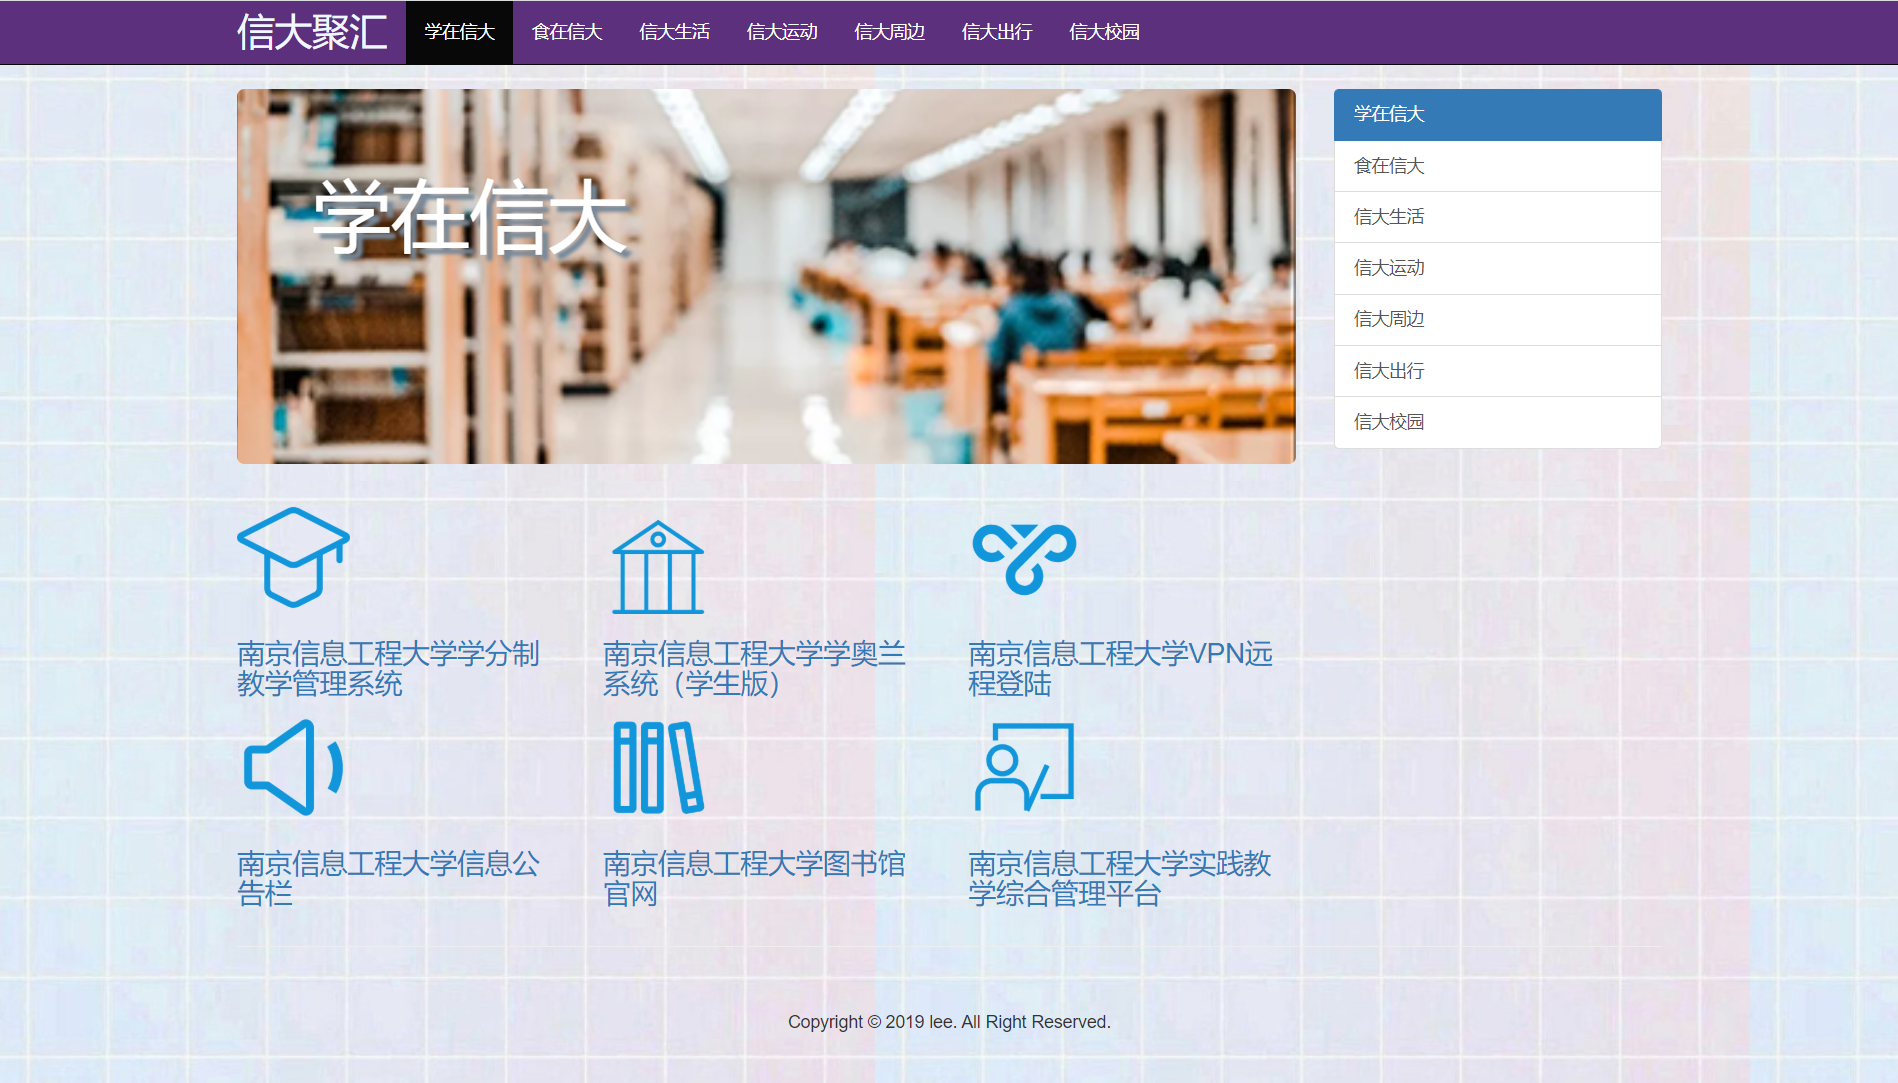 信大聚汇 学在信大 食在信大 信大生活 信大运动 信大周边 信大出行 信大校园
学在信大
学在信大
食在信大
信大生活
信大运动
信大周边
信大出行
信大校园
南京信息工程大学学分制
教学管理系统
南京信息工程大学学奥兰
系统（学生版）
南京信息工程大学VPN远
程登陆
南京信息工程大学信息公
告栏
南京信息工程大学图书馆
官网
南京信息工程大学实践教
学综合管理平台
Copyright © 2019 lee. All Right Reserved.